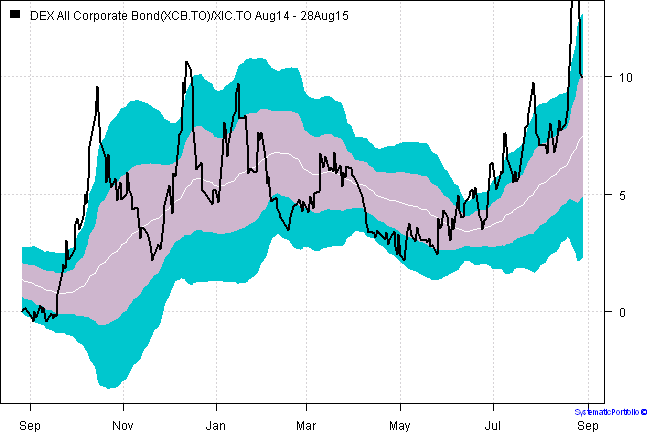 DEX All Corporate Bond(XCB.TO)/XIC.TO Aug14 - 28Aug15
10
5
0
SystematicPortfolio ©
Sep Nov Jan Mar May Jul Sep